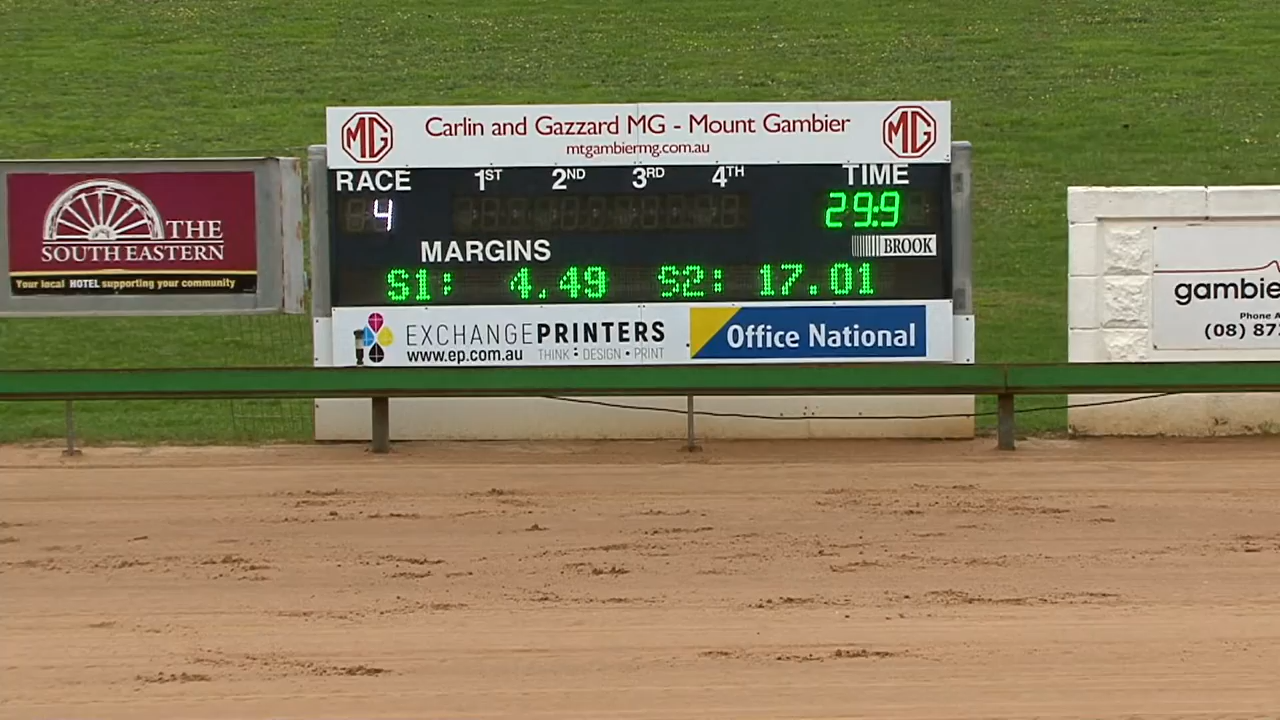 MG Carlin and Gazzard MG - Mount Gambier MG
mtgambiermg.com.au
RACE 1ST 2ND 3RD 4TH TIME
4 29:9
MARGINS BROOK
S1: 4.49 S2: 17.01
EXCHANGEPRINTERS
www.ep.com.au THINK : DESIGN • PRINT
Office National
THE
SOUTH EASTERN
Your local HOTEL supporting your community
gambie
Phone A
(08) 87